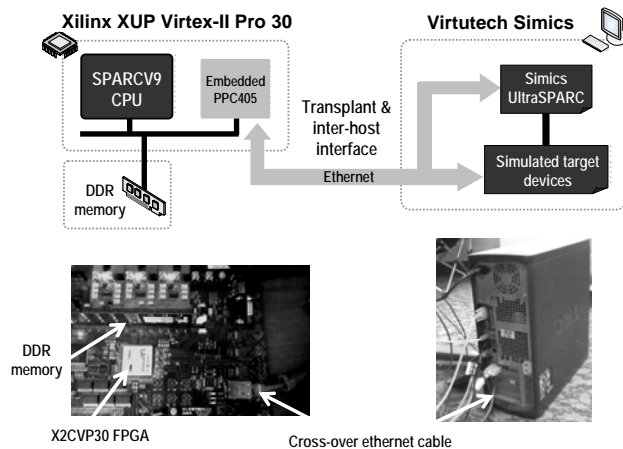 Xilinx XUP Virtex-II Pro 30
Virtutech Simics
SPARCV9
CPU
Embedded
PPC405
Transplant &
inter-host
interface
Ethernet
Simics
UltraSPARC
Simulated target
devices
DDR
memory
DDR
memory
X2CVP30 FPGA
Cross-over ethernet cable